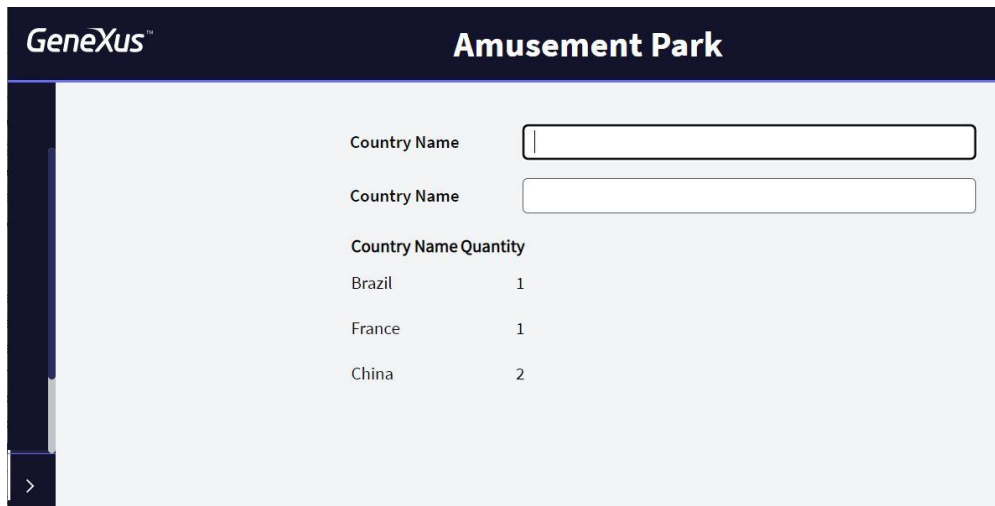 GeneXus™
Amusement Park
Country Name
Country Name
Country Name Quantity
Brazil 1
France 1
China 2